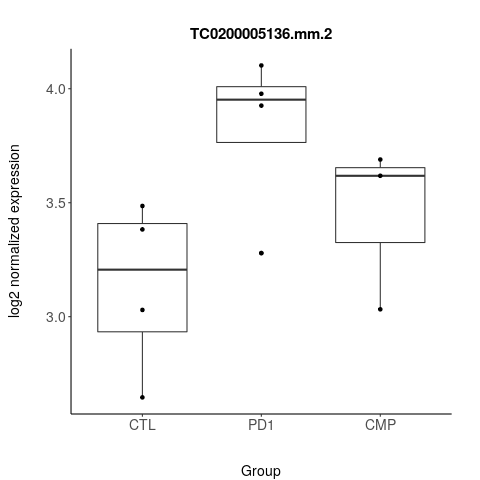 TC0200005136.mm.2
log2 normalized expression
4.0
3.5
3.0
CTL PD1 CMP
Group